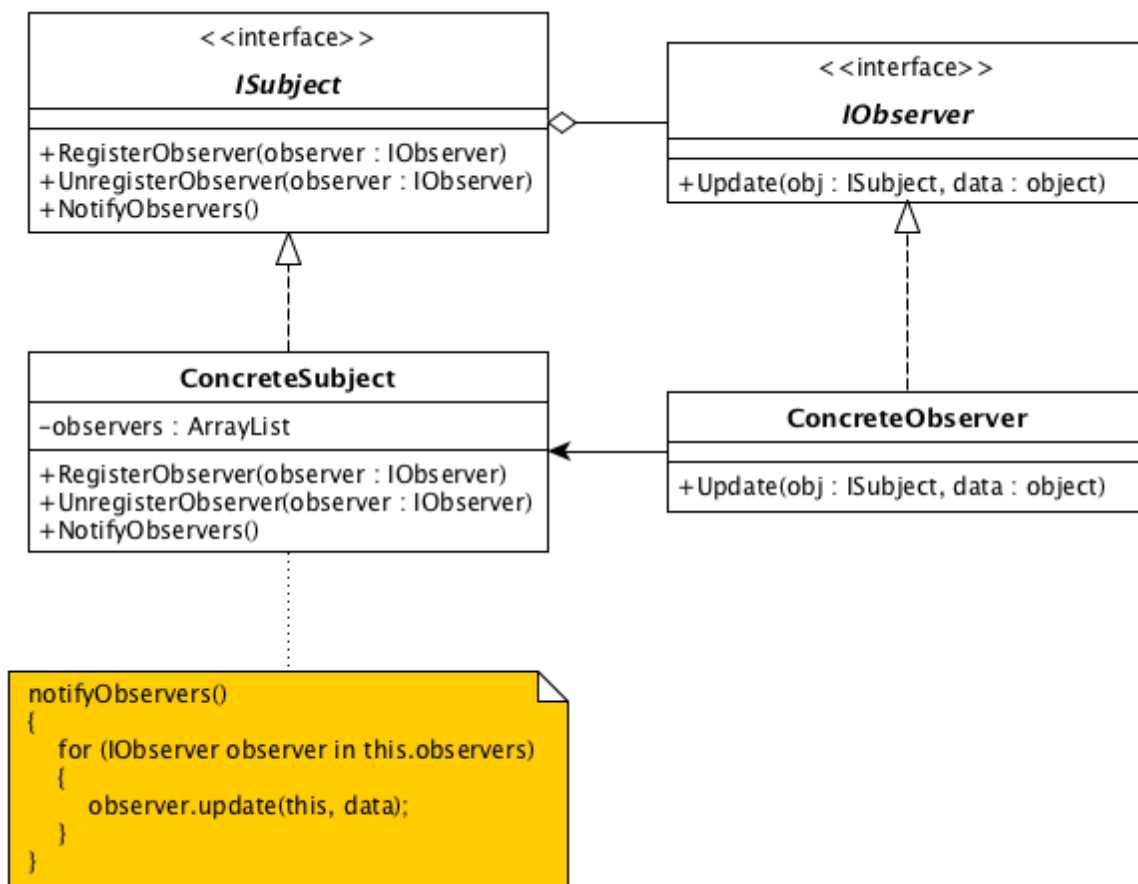 <<interface>>
ISubject
+RegisterObserver(observer : IObserver)
+UnregisterObserver(observer : IObserver)
+NotifyObservers()
<<interface>>
IObserver
+Update(obj : ISubject, data : object)
ConcreteSubject
-observers : ArrayList
+RegisterObserver(observer : IObserver)
+UnregisterObserver(observer : IObserver)
+NotifyObservers()
ConcreteObserver
+Update(obj : ISubject, data : object)
notifyObservers()
{
for (IObserver observer in this.observers)
{
observer.update(this, data);
}
}